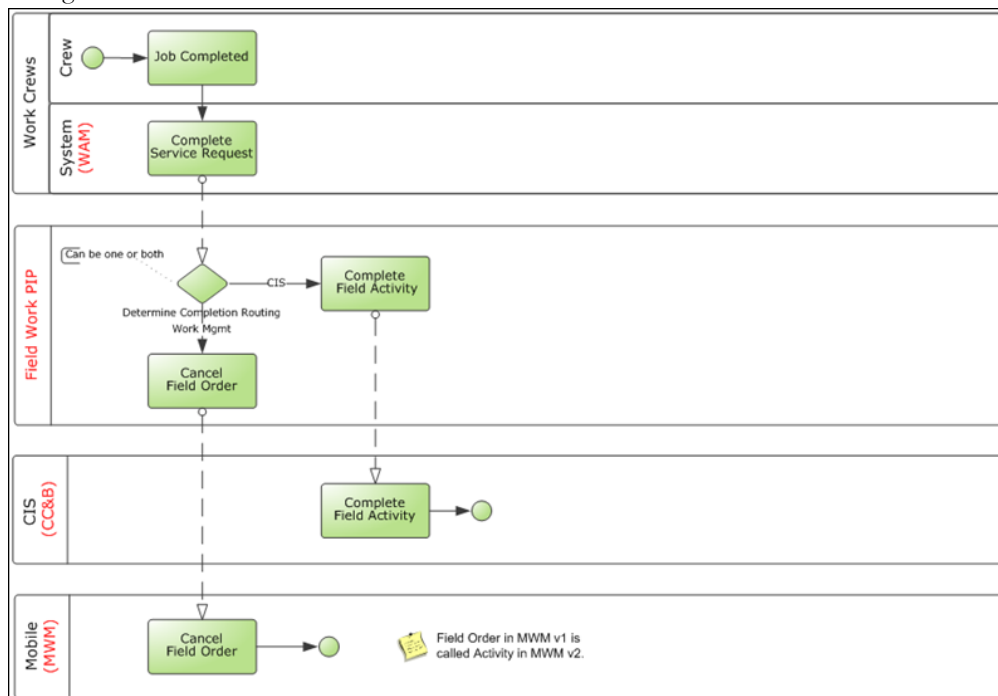 Work Crews
Crew
Job Completed
System
(WAM)
Complete
Service Request
Field Work PIP
Can be one or both
CIS
Complete
Field Activity
Determine Completion Routing
Work Mgmt
Cancel
Field Order
CIS
(CC&B)
Complete
Field Activity
Mobile
(MWM)
Cancel
Field Order
Field Order in MWM v1 is
called Activity in MWM v2.